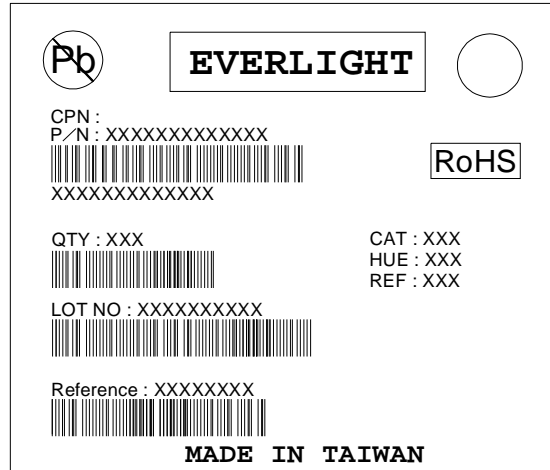 Pb
EVERLIGHT
CPN :
P/N : XXXXXXXXXXXXX
RoHS
XXXXXXXXXXXXX
QTY : XXX
CAT : XXX
HUE : XXX
REF : XXX
LOT NO : XXXXXXXXXX
Reference : XXXXXXXX
MADE IN TAIWAN